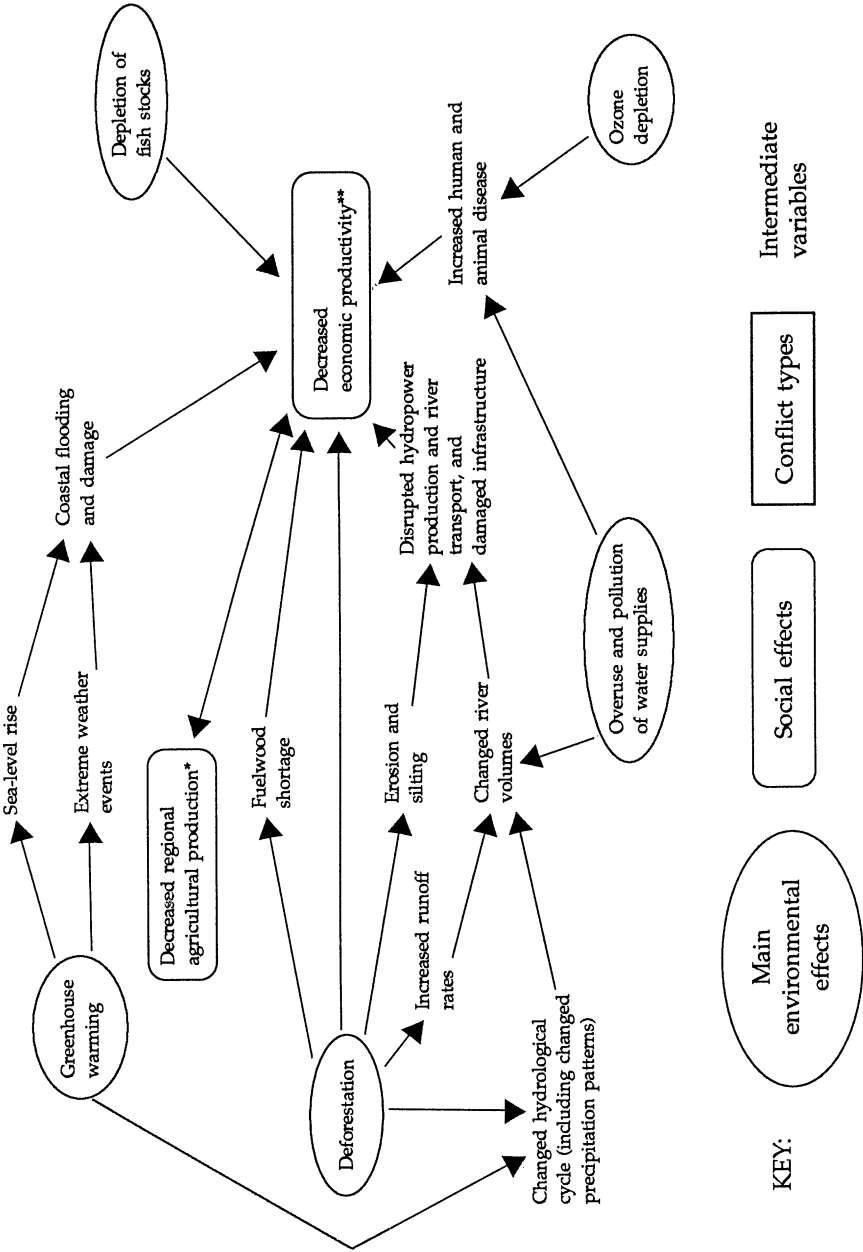 Greenhouse
warming
Sea-level rise
Extreme weather
events
Coastal flooding
and damage
Depletion of
fish stocks
Decreased regional
agricultural production*
Fuelwood
shortage
Decreased
economic productivity**
Deforestation
Erosion and
silting
Increased runoff
rates
Changed river
volumes
Disrupted hydropower
production and river
transport, and
damaged infrastructure
Increased human and
animal disease
Changed hydrological
cycle (including changed
precipitation patterns)
Overuse and pollution
of water supplies
Ozone
depletion
KEY:
Main
environmental
effects
Social effects
Conflict types
Intermediate
variables